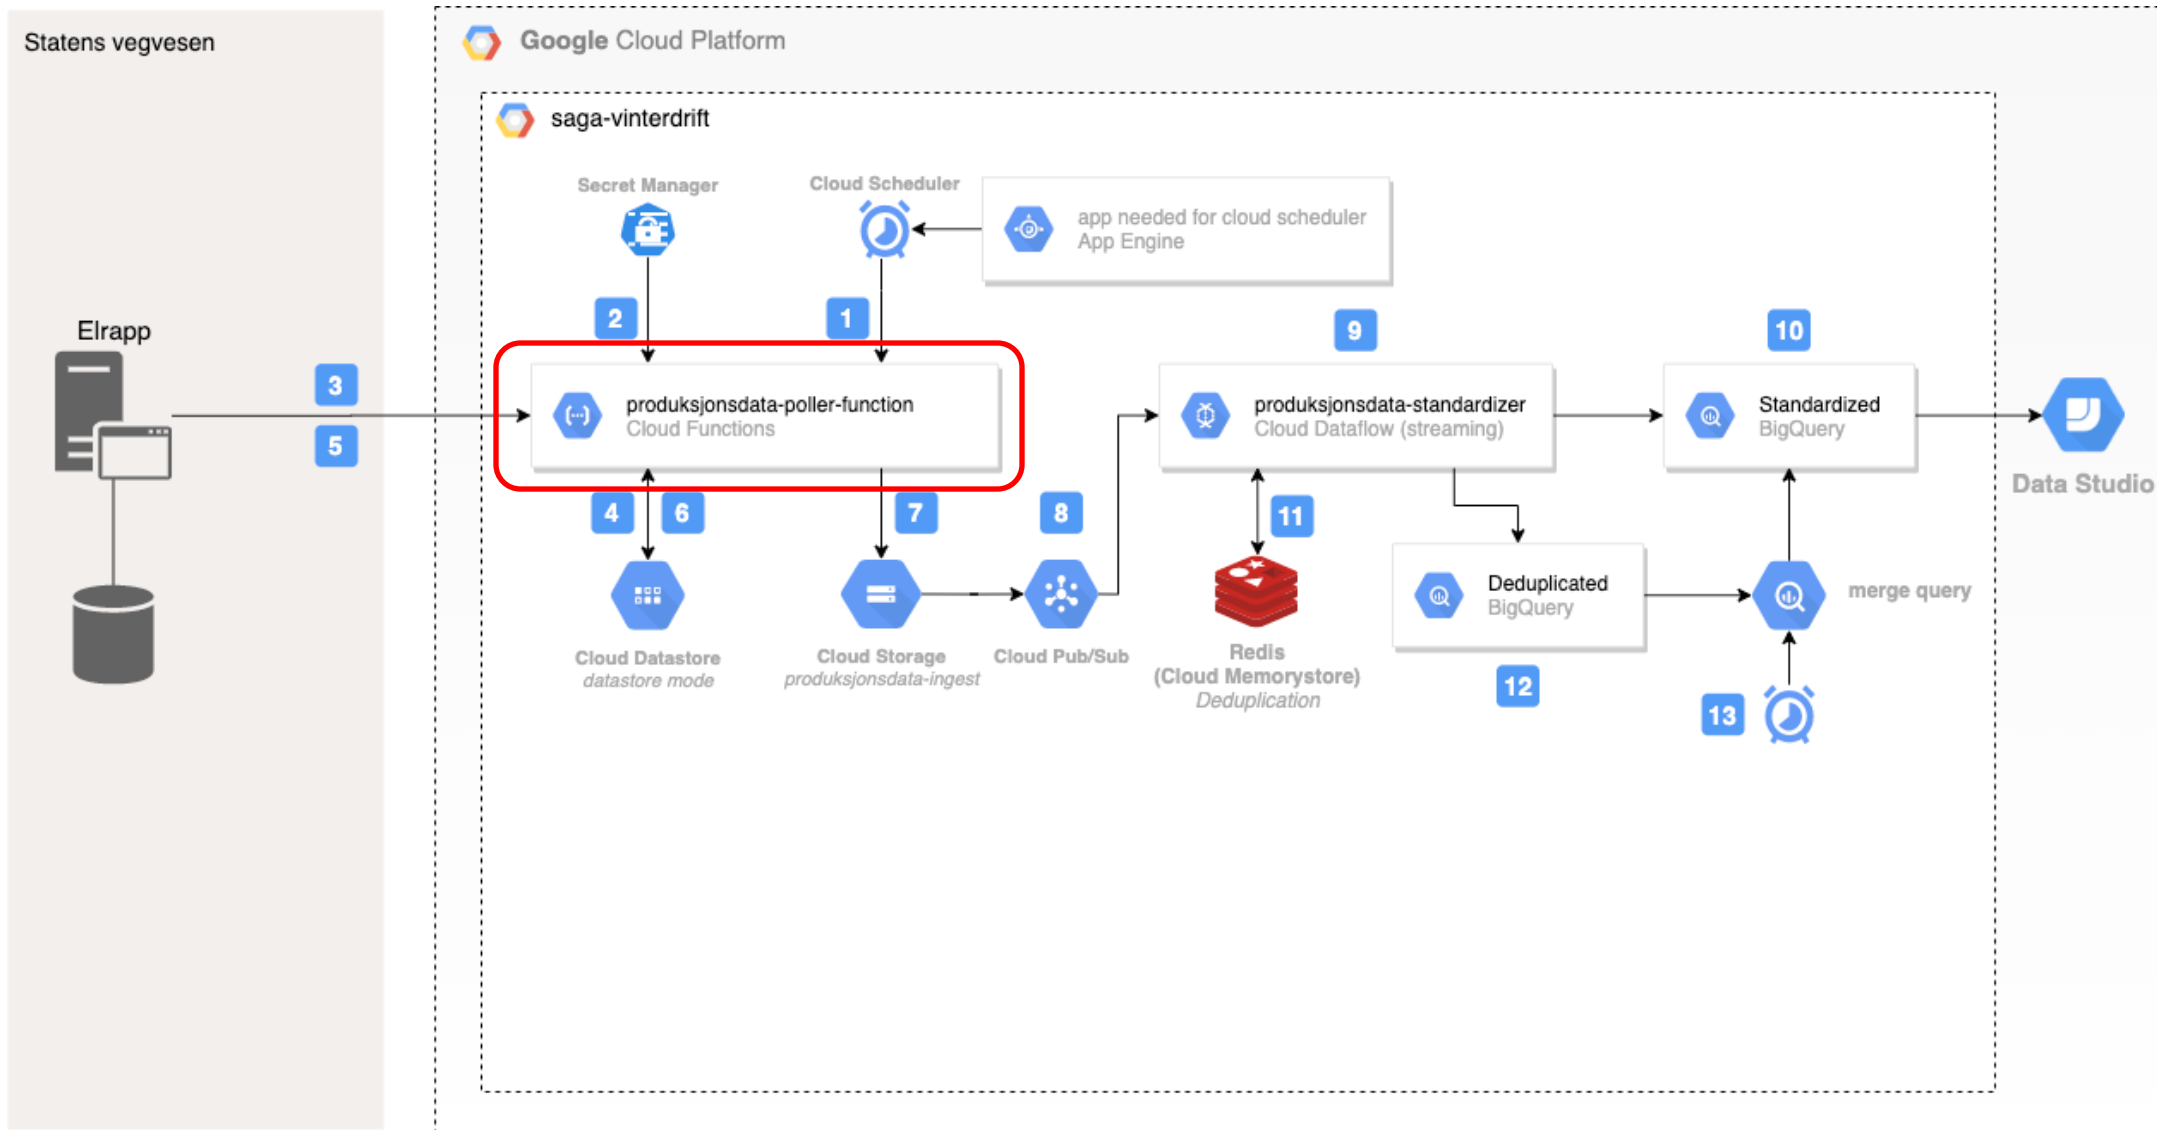 Statens vegvesen
Google Cloud Platform
saga-vinterdrift
Secret Manager
Cloud Scheduler
app needed for cloud scheduler
App Engine
2
1
9
10
Elrapp
3
5
produksjonsdata-poller-function
Cloud Functions
produksjonsdata-standardizer
Cloud Dataflow (streaming)
Standardized
BigQuery
Data Studio
4
6
7
8
11
Deduplicated
BigQuery
merge query
Cloud Datastore
datastore mode
Cloud Storage
produksjonsdata-ingest
Cloud Pub/Sub
Redis
(Cloud Memorystore)
Deduplication
12
13